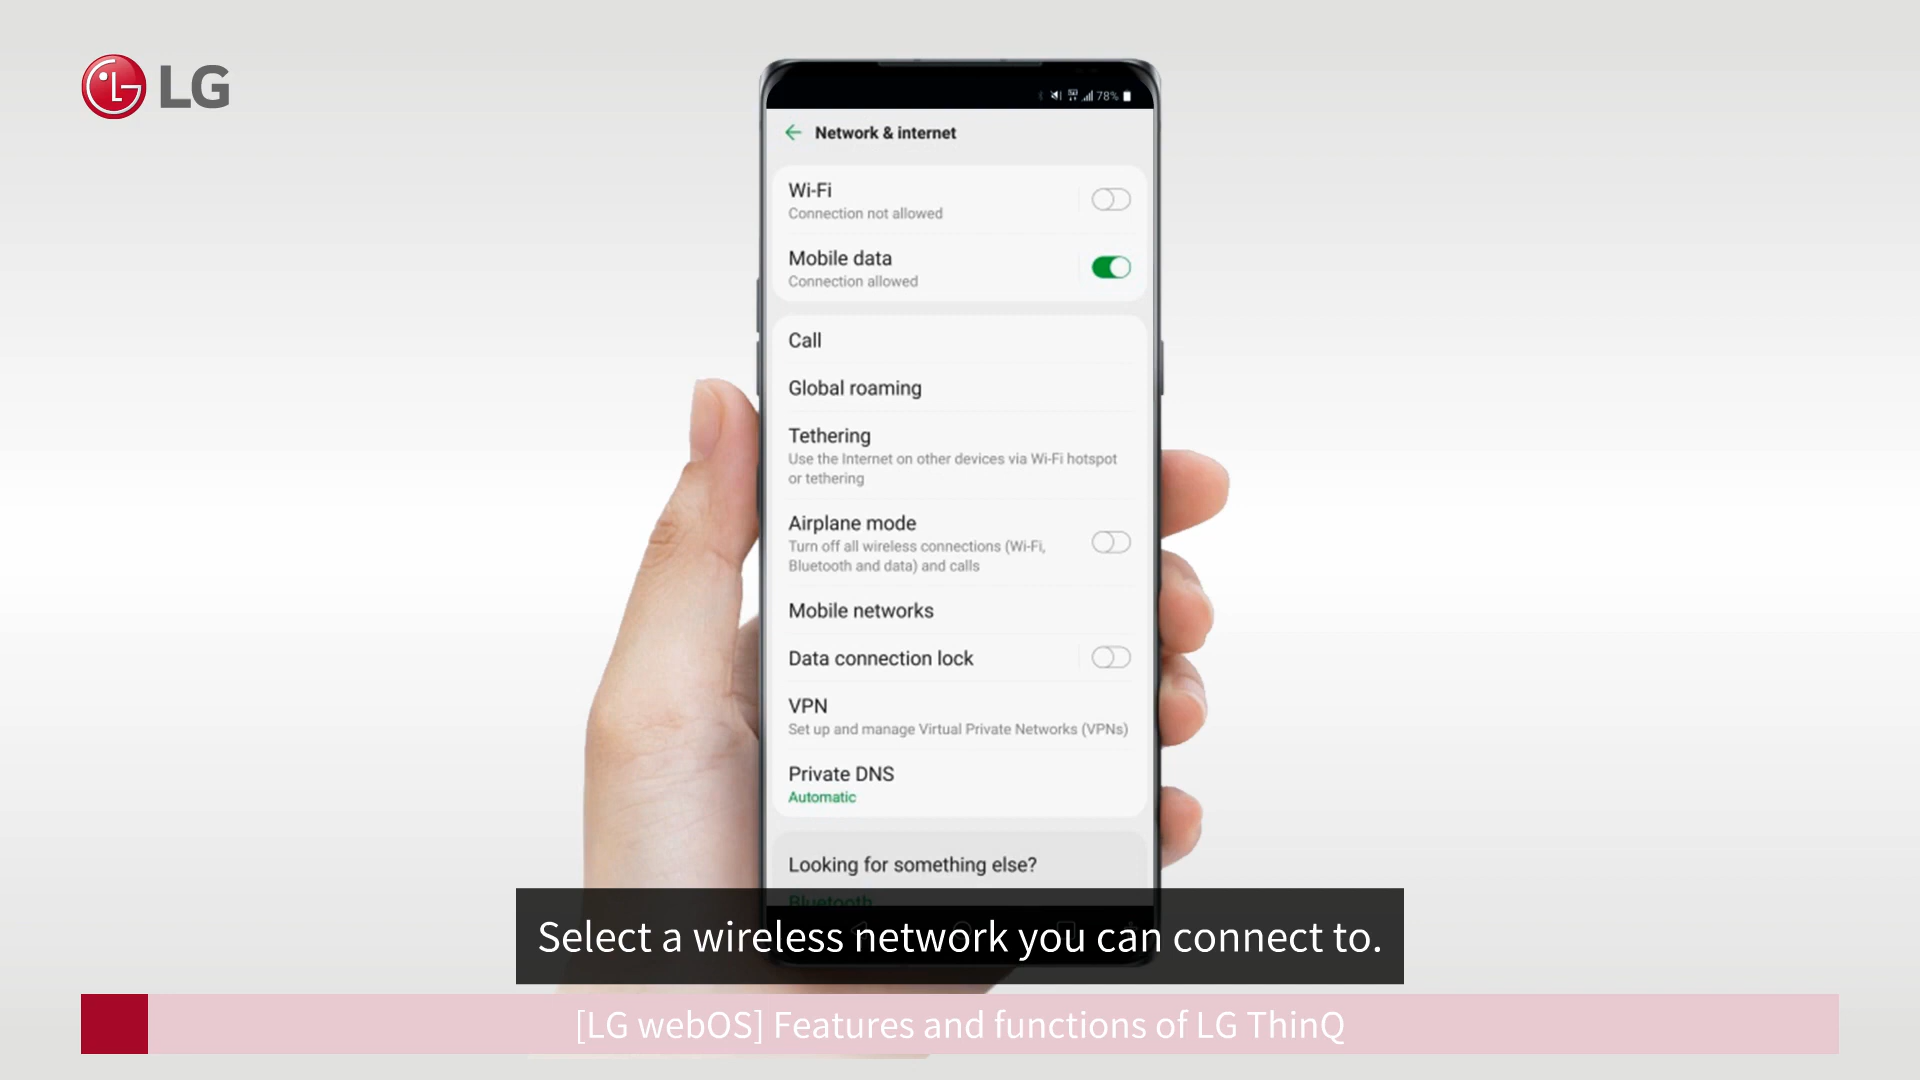 LG
78%
Network & internet
Wi-Fi
Connection not allowed
Mobile data
Connection allowed
Call
Global roaming
Tethering
Use the Internet on other devices via Wi-Fi hotspot
or tethering
Airplane mode
Turn off all wireless connections (Wi-Fi,
Bluetooth and data) and calls
Mobile networks
Data connection lock
VPN
Set up and manage Virtual Private Networks (VPNs)
Private DNS
Automatic
Looking for something else?
Bluetooth
Select a wireless network you can connect to.
[LG webOS] Features and functions of LG ThinQ